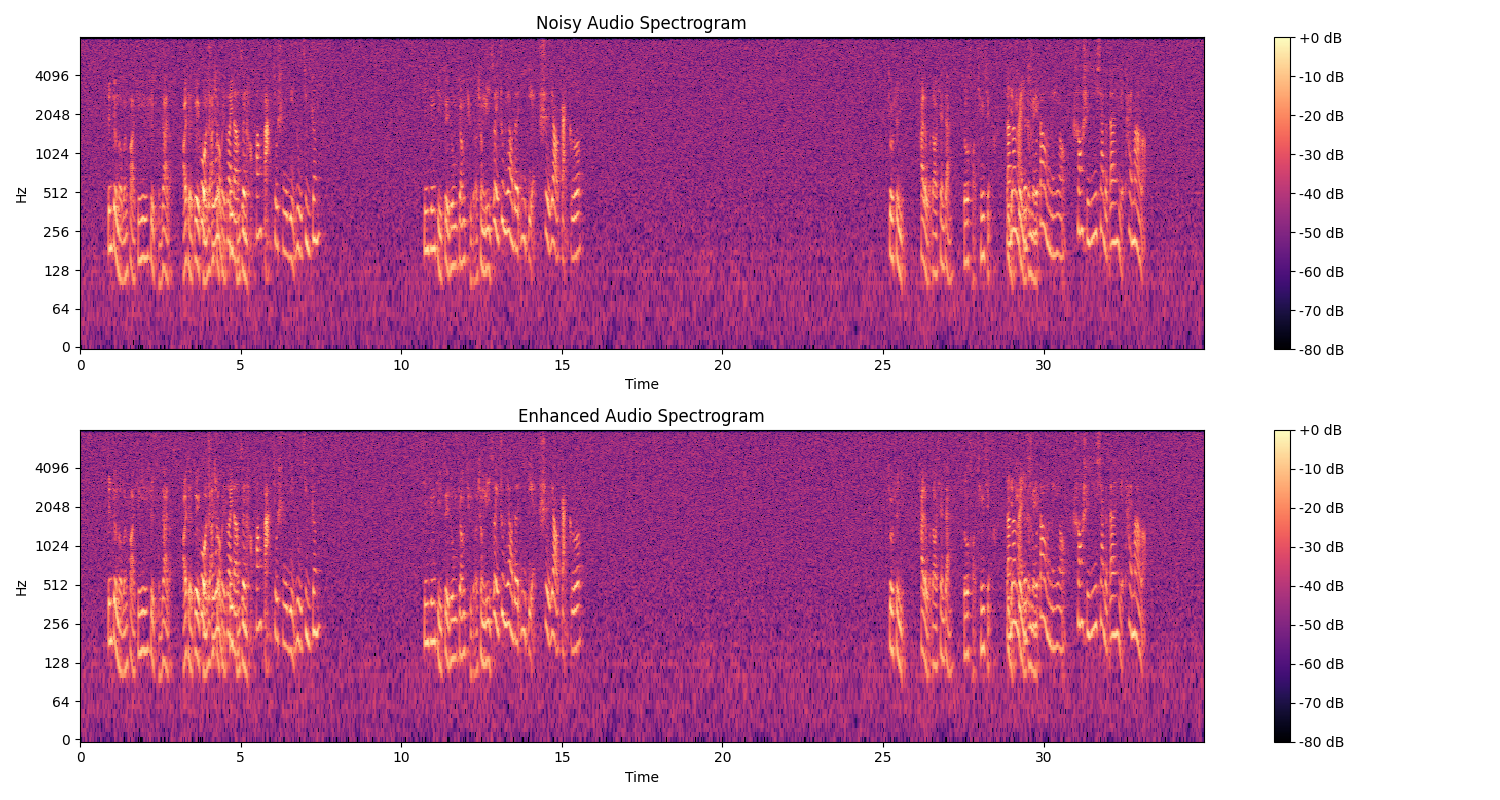 Noisy Audio Spectrogram
Hz
4096
2048
1024
512
256
128
64
0
0 5 10 15 20 25 30
Time
+0 dB
-10 dB
-20 dB
-30 dB
-40 dB
-50 dB
-60 dB
-70 dB
-80 dB
Enhanced Audio Spectrogram
Hz
4096
2048
1024
512
256
128
64
0
0 5 10 15 20 25 30
Time
+0 dB
-10 dB
-20 dB
-30 dB
-40 dB
-50 dB
-60 dB
-70 dB
-80 dB